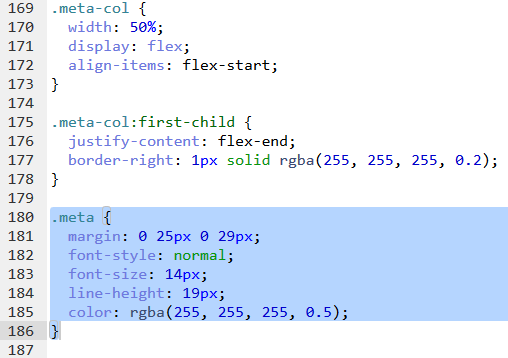 169 .meta-col {
170   width: 50%;
171   display: flex;
172   align-items: flex-start;
173 }
174
175 .meta-col:first-child {
176   justify-content: flex-end;
177   border-right: 1px solid rgba(255, 255, 255, 0.2);
178 }
179
180 .meta {
181   margin: 0 25px 0 29px;
182   font-style: normal;
183   font-size: 14px;
184   line-height: 19px;
185   color: rgba(255, 255, 255, 0.5);
186 }
187